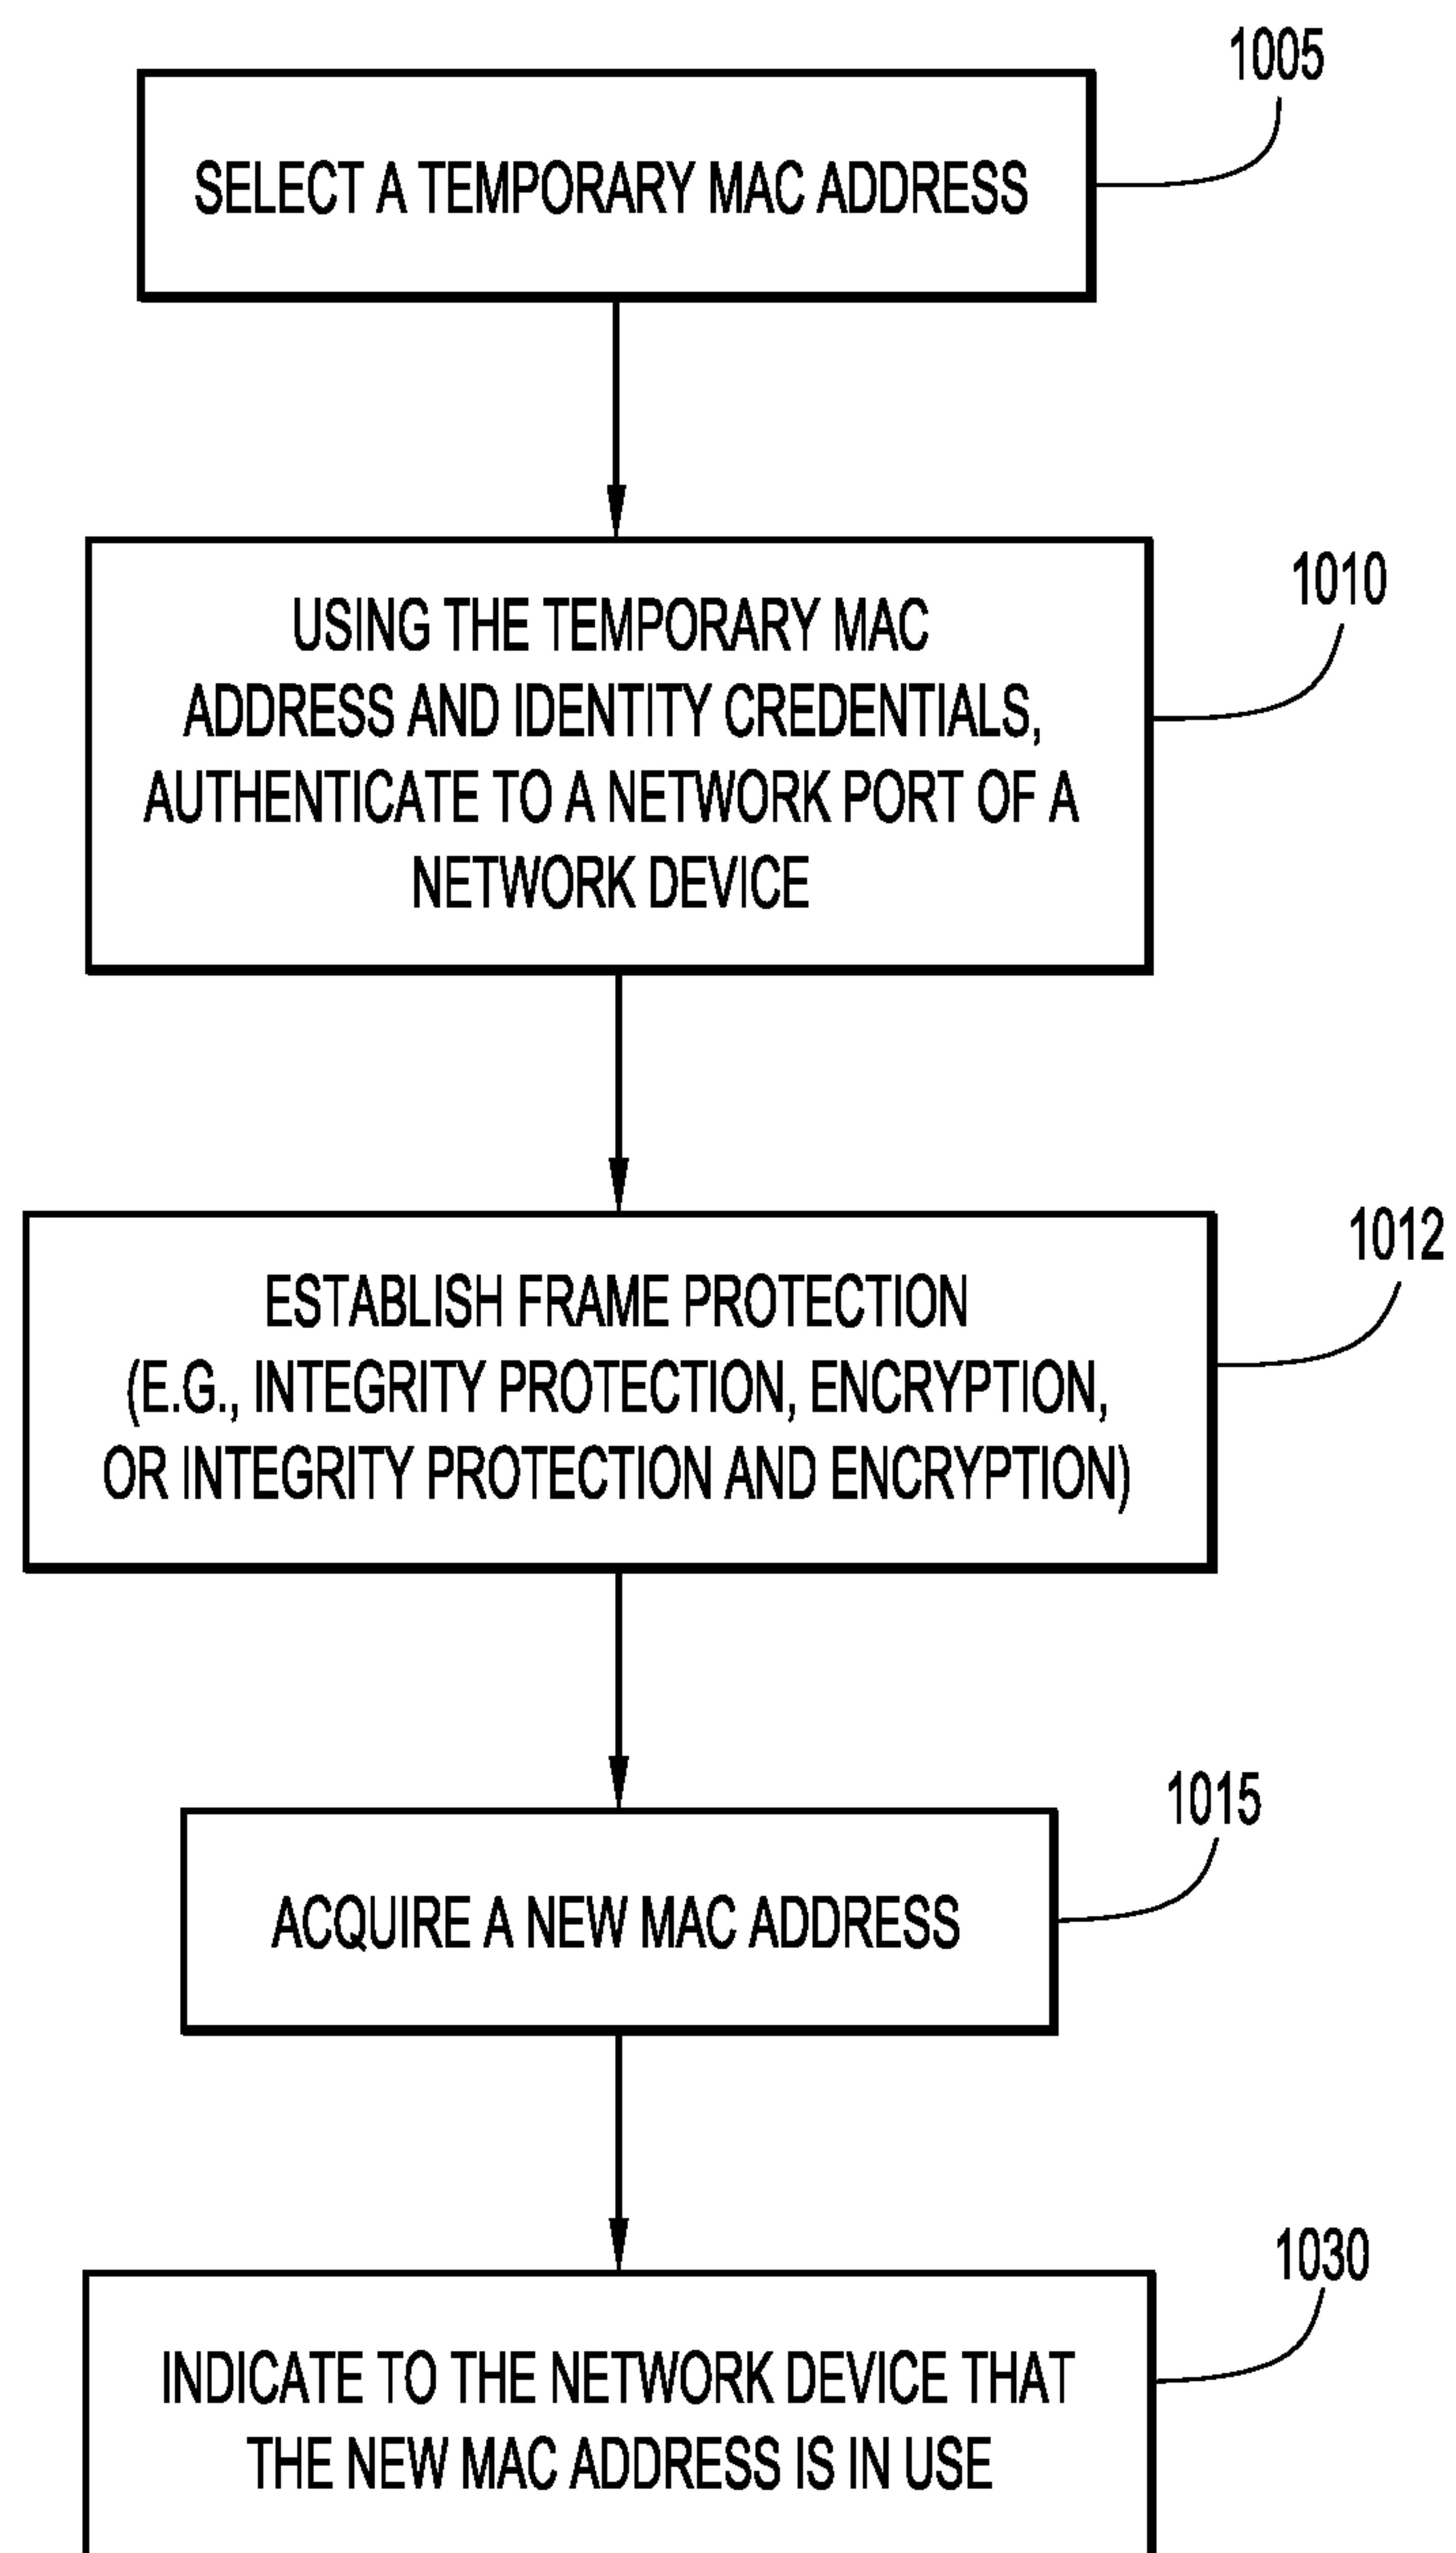 1005
SELECT A TEMPORARY MAC ADDRESS
1010
USING THE TEMPORARY MAC
ADDRESS AND IDENTITY CREDENTIALS,
AUTHENTICATE TO A NETWORK PORT OF A
NETWORK DEVICE
1012
ESTABLISH FRAME PROTECTION
(E.G., INTEGRITY PROTECTION, ENCRYPTION,
OR INTEGRITY PROTECTION AND ENCRYPTION)
1015
ACQUIRE A NEW MAC ADDRESS
1030
INDICATE TO THE NETWORK DEVICE THAT
THE NEW MAC ADDRESS IS IN USE